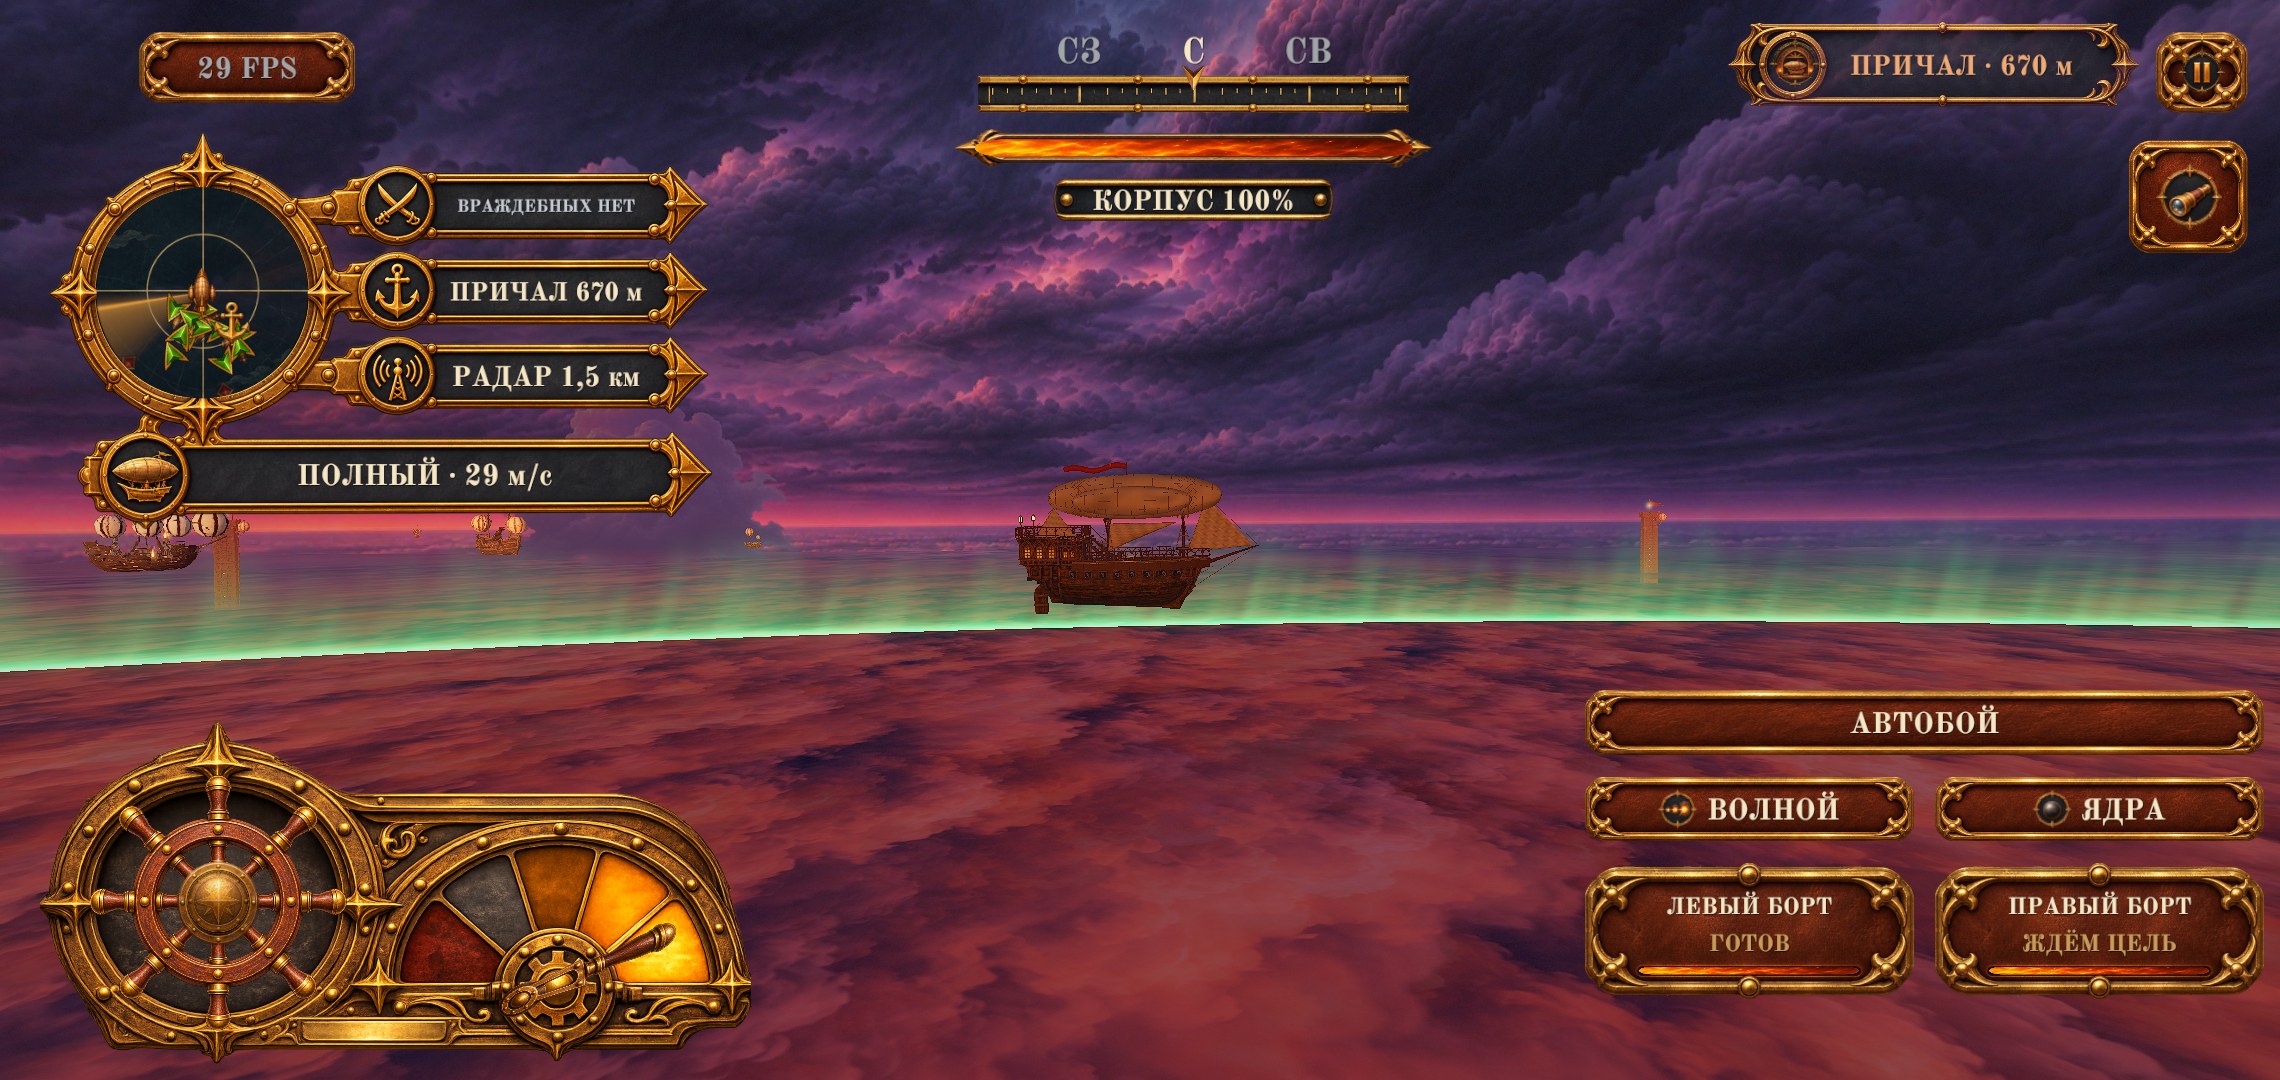 29 FPS
СЗ С СВ
ПРИЧАЛ · 670 м
КОРПУС 100%
ВРАЖДЕБНЫХ НЕТ
ПРИЧАЛ 670 м
РАДАР 1,5 км
ПОЛНЫЙ · 29 м/с
АВТОБОЙ
ВОЛНОЙ
ЯДРА
ЛЕВЫЙ БОРТ
ГОТОВ
ПРАВЫЙ БОРТ
ЖДЁМ ЦЕЛЬ